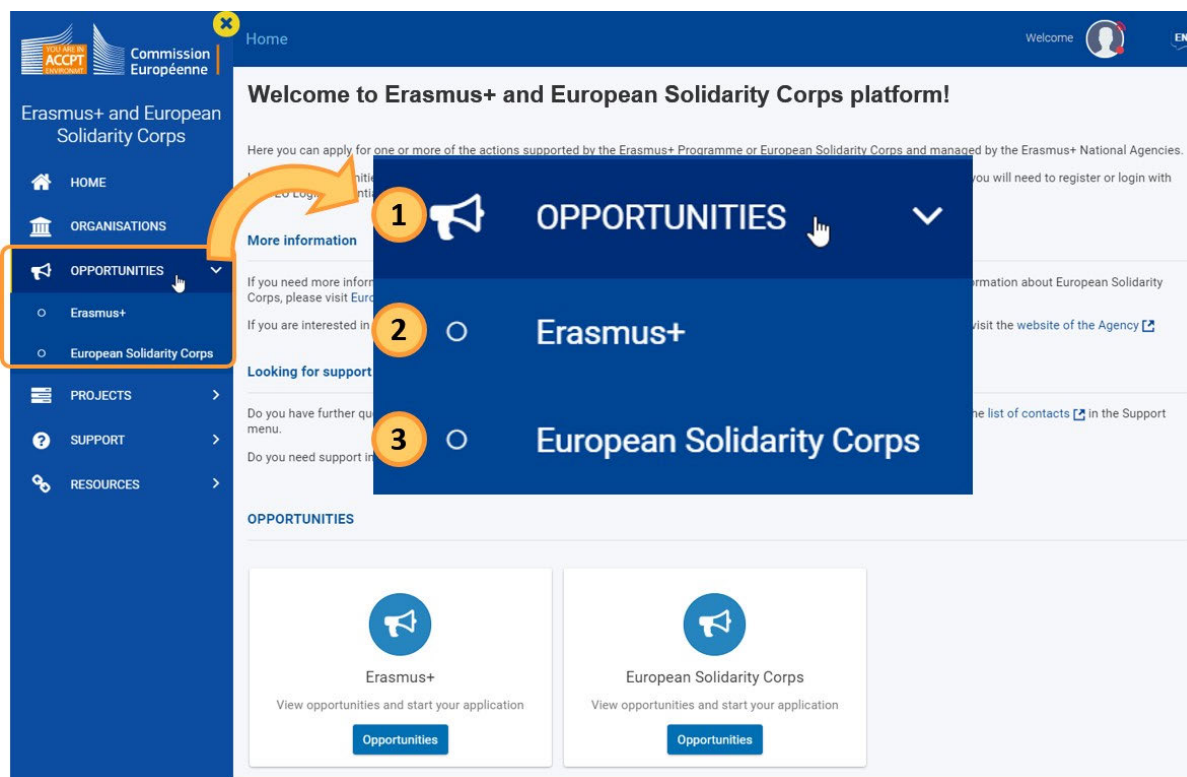 YOU ARE IN
ACCPT
ENVIRONMT
Commission
Européenne
Erasmus+ and European
Solidarity Corps
HOME
ORGANISATIONS
OPPORTUNITIES
Erasmus+
European Solidarity Corps
PROJECTS
SUPPORT
RESOURCES
Home
Welcome
EN
Welcome to Erasmus+ and European Solidarity Corps platform!
Here you can apply for one or more of the actions supported by the Erasmus+ Programme or European Solidarity Corps and managed by the Erasmus+ National Agencies.
you will need to register or login with
More information
If you need more
about European Solidarity
Corps, please visit
If you are interested in
visit the website of the Agency
Looking for support
Do you have further
list of contacts in the Support
menu.
Do you need support
1 OPPORTUNITIES
2 Erasmus+
3 European Solidarity Corps
OPPORTUNITIES
Erasmus+
View opportunities and start your application
Opportunities
European Solidarity Corps
View opportunities and start your application
Opportunities